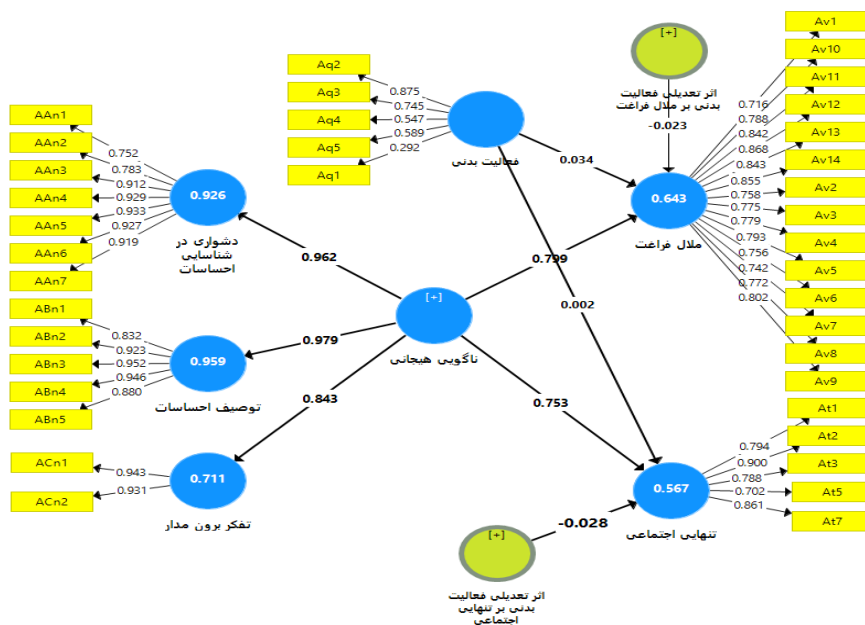 Aq2
Aq3
Aq4
Aq5
Aq1
0.875
0.745
0.547
0.589
0.292
فعالیت بدنی
[+]
اثر تعدیلی فعالیت
بدنی بر ملال فراغت
-0.023
0.034
Av1
Av10
Av11
Av12
Av13
Av14
Av2
Av3
Av4
Av5
Av6
Av7
Av8
Av9
0.716
0.788
0.842
0.868
0.843
0.855
0.758
0.775
0.779
0.793
0.756
0.742
0.772
0.802
0.643
ملال فراغت
AAn1
AAn2
AAn3
AAn4
AAn5
AAn6
AAn7
0.752
0.783
0.912
0.929
0.933
0.927
0.919
0.926
دشواری در
شناسایی
احساسات
0.962
0.799
0.002
[+]
ناگویی هیجانی
ABn1
ABn2
ABn3
ABn4
ABn5
0.832
0.923
0.952
0.946
0.880
0.959
توصیف احساسات
0.979
0.843
0.753
ACn1
ACn2
0.943
0.931
0.711
تفکر برون مدار
At1
At2
At3
At5
At7
0.794
0.900
0.788
0.702
0.861
0.567
تنهایی اجتماعی
-0.028
[+]
اثر تعدیلی فعالیت
بدنی بر تنهایی
اجتماعی